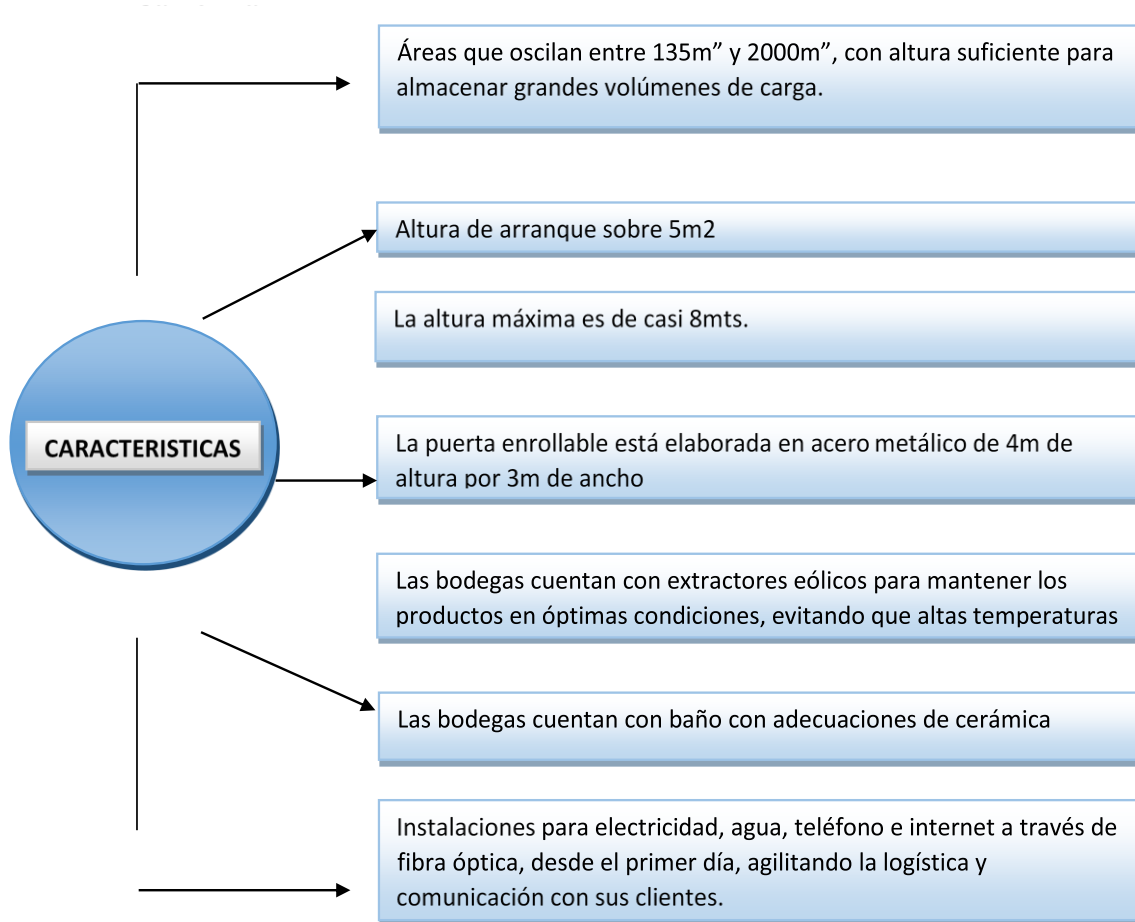 Áreas que oscilan entre 135m” y 2000m”, con altura suficiente para
almacenar grandes volúmenes de carga.
Altura de arranque sobre 5m2
La altura máxima es de casi 8mts.
CARACTERISTICAS
La puerta enrollable está elaborada en acero metálico de 4m de
altura por 3m de ancho
Las bodegas cuentan con extractores eólicos para mantener los
productos en óptimas condiciones, evitando que altas temperaturas
Las bodegas cuentan con baño con adecuaciones de cerámica
Instalaciones para electricidad, agua, teléfono e internet a través de
fibra óptica, desde el primer día, agilitando la logística y
comunicación con sus clientes.